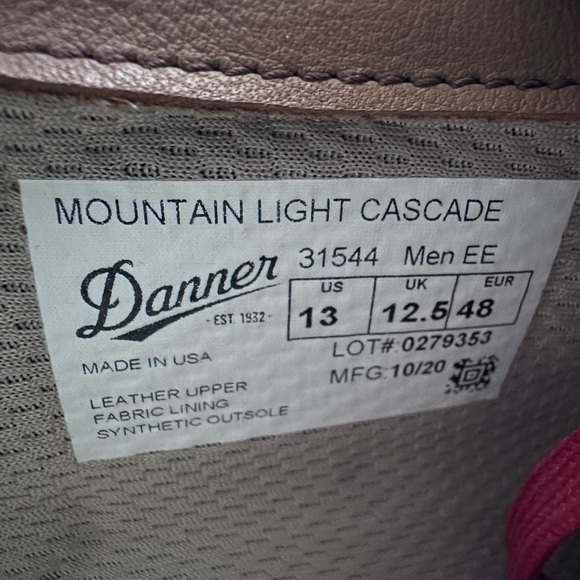 MOUNTAIN LIGHT CASCADE
Danner
- EST. 1932 -
31544 Men EE
US UK EUR
13 12.5 48
LOT#:0279353
MFG:10/20
MADE IN USA
LEATHER UPPER
FABRIC LINING
SYNTHETIC OUTSOLE